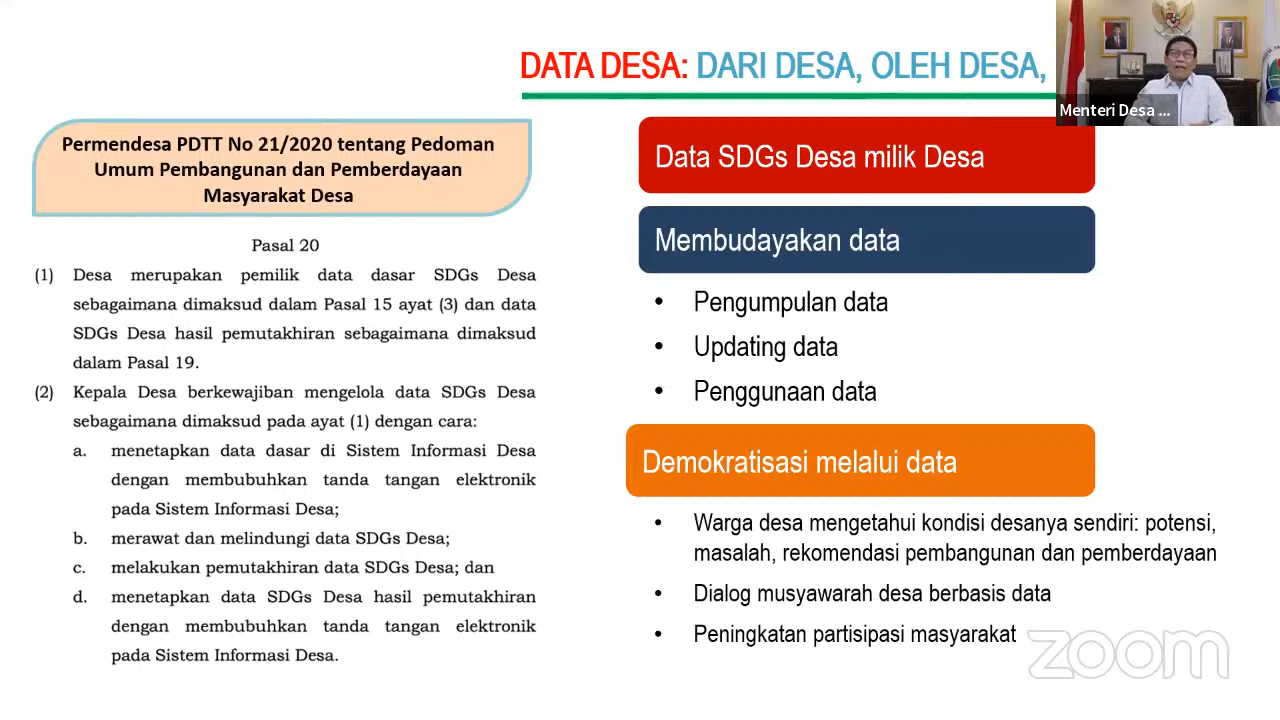 DATA DESA: DARI DESA, OLEH DESA,
Menteri Desa ...
Permendesa PDTT No 21/2020 tentang Pedoman
Umum Pembangunan dan Pemberdayaan
Masyarakat Desa
Pasal 20
(1) Desa merupakan pemilik data dasar SDGs Desa
sebagaimana dimaksud dalam Pasal 15 ayat (3) dan data
SDGs Desa hasil pemutakhiran sebagaimana dimaksud
dalam Pasal 19.
(2) Kepala Desa berkewajiban mengelola data SDGs Desa
sebagaimana dimaksud pada ayat (1) dengan cara:
a. menetapkan data dasar di Sistem Informasi Desa
dengan membubuhkan tanda tangan elektronik
pada Sistem Informasi Desa;
b. merawat dan melindungi data SDGs Desa;
c. melakukan pemutakhiran data SDGs Desa; dan
d. menetapkan data SDGs Desa hasil pemutakhiran
dengan membubuhkan tanda tangan elektronik
pada Sistem Informasi Desa.
Data SDGs Desa milik Desa
Membudayakan data
• Pengumpulan data
• Updating data
• Penggunaan data
Demokratisasi melalui data
• Warga desa mengetahui kondisi desanya sendiri: potensi,
masalah, rekomendasi pembangunan dan pemberdayaan
• Dialog musyawarah desa berbasis data
• Peningkatan partisipasi masyarakat
zoom